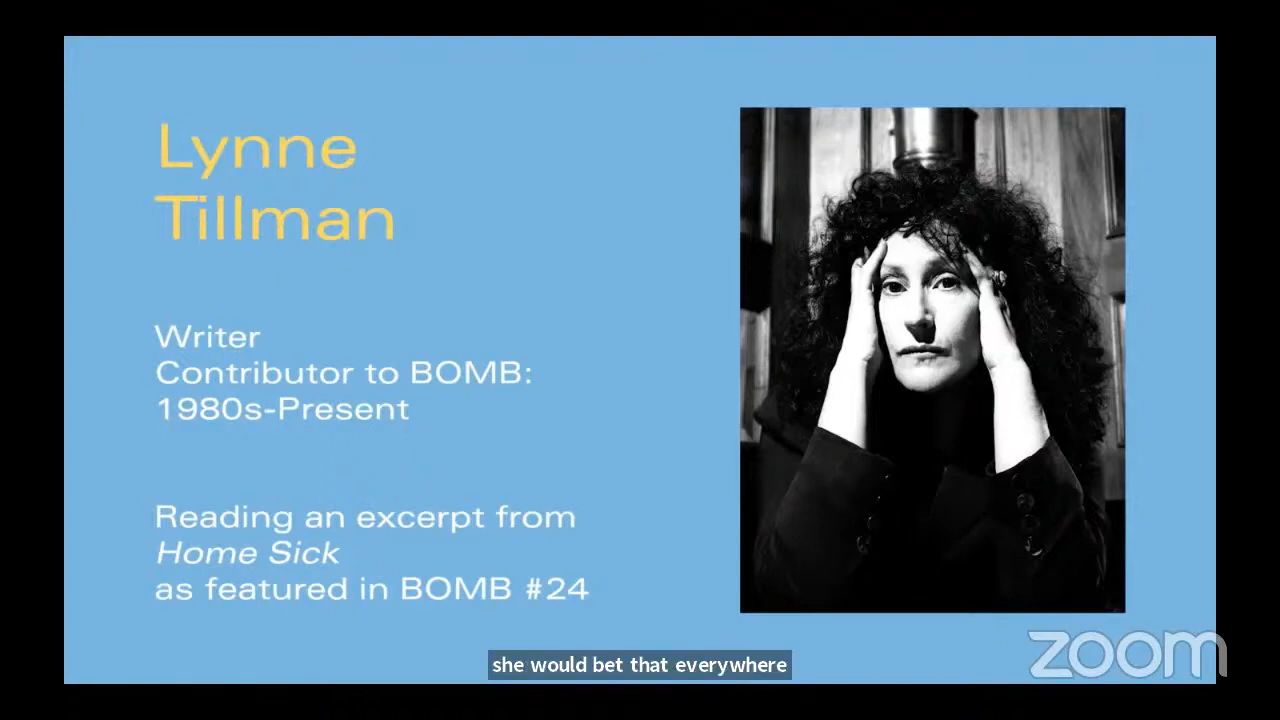 Lynne
Tillman
Writer
Contributor to BOMB:
1980s-Present
Reading an excerpt from
Home Sick
as featured in BOMB #24
she would bet that everywhere
zoom